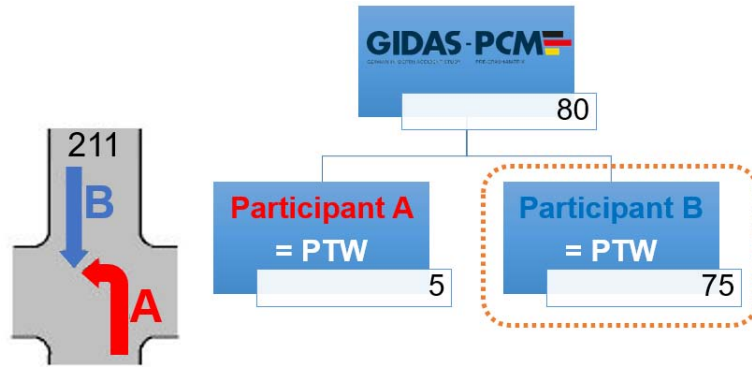 GIDAS-PCM
80
211
B
A
Participant A
= PTW
5
Participant B
= PTW
75